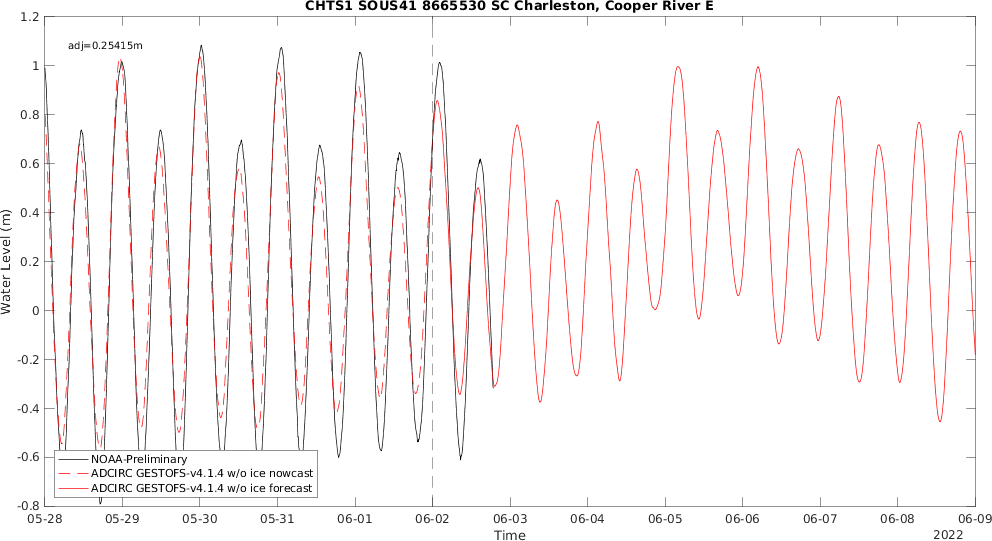 CHTS1 SOUS41 8665530 SC Charleston, Cooper River E
adj=0.25415m
1.2
1
0.8
0.6
0.4
0.2
0
-0.2
-0.4
-0.6
-0.8
Water Level (m)
NOAA-Preliminary
ADCIRC GESTOFS-v4.1.4 w/o ice nowcast
ADCIRC GESTOFS-v4.1.4 w/o ice forecast
05-28 05-29 05-30 05-31 06-01 06-02 06-03 06-04 06-05 06-06 06-07 06-08 06-09
Time
2022